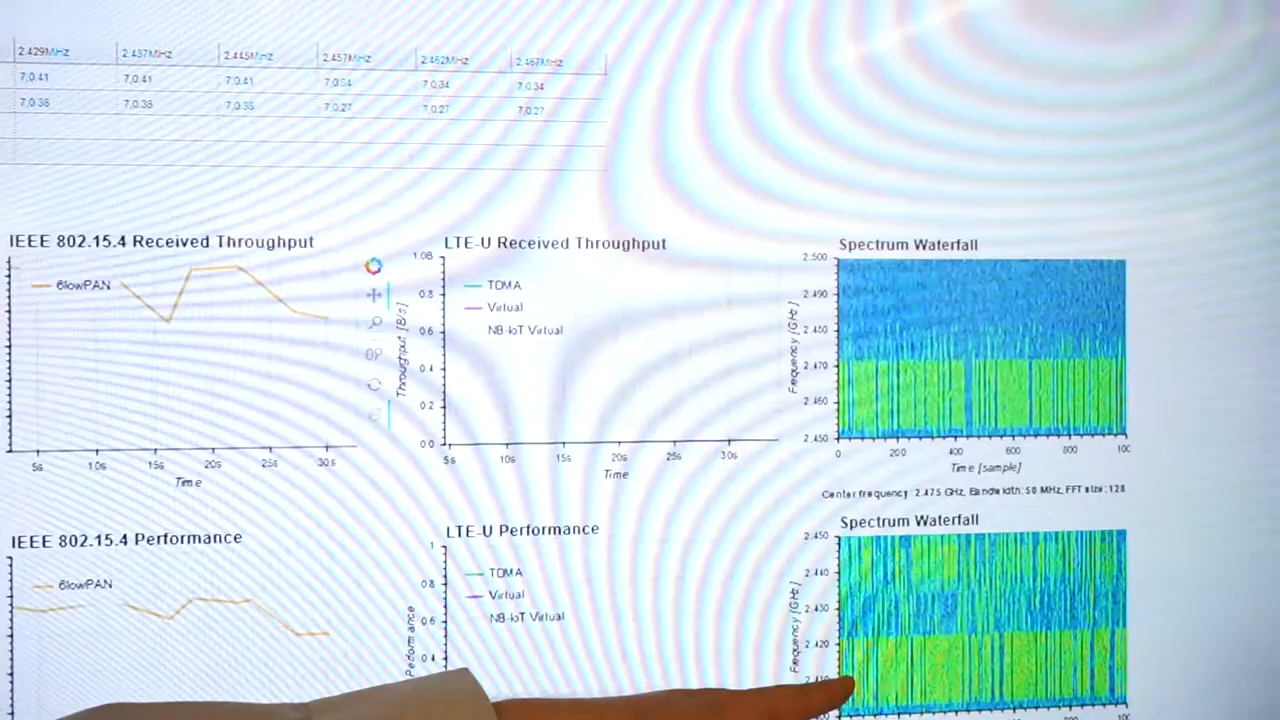 2.429MHz 2.437MHz 2.445MHz 2.457MHz 2.462MHz 2.467MHz
7,0.41 7,0.41 7,0.41 7,0.34 7,0.34 7,0.34
7,0.35 7,0.35 7,0.35 7,0.27 7,0.27 7,0.27
IEEE 802.15.4 Received Throughput
6lowPAN
5s 10s 15s 20s 25s 30s
Time
LTE-U Received Throughput
1.08
0.8
0.6
0.4
0.2
0.0
Throughput [B/s]
TDMA
Virtual
NB-IoT Virtual
5s 10s 15s 20s 25s 30s
Time
Spectrum Waterfall
2.500
2.490
2.480
2.470
2.460
2.450
Frequency [GHz]
0 200 400 600 800 100
Time [sample]
Center frequency: 2.475 GHz, Bandwidth: 50 MHz, FFT size: 128
IEEE 802.15.4 Performance
6lowPAN
LTE-U Performance
1
0.8
0.6
0.4
Performance
TDMA
Virtual
NB-IoT Virtual
Spectrum Waterfall
2.450
2.440
2.430
2.420
Frequency [GHz]